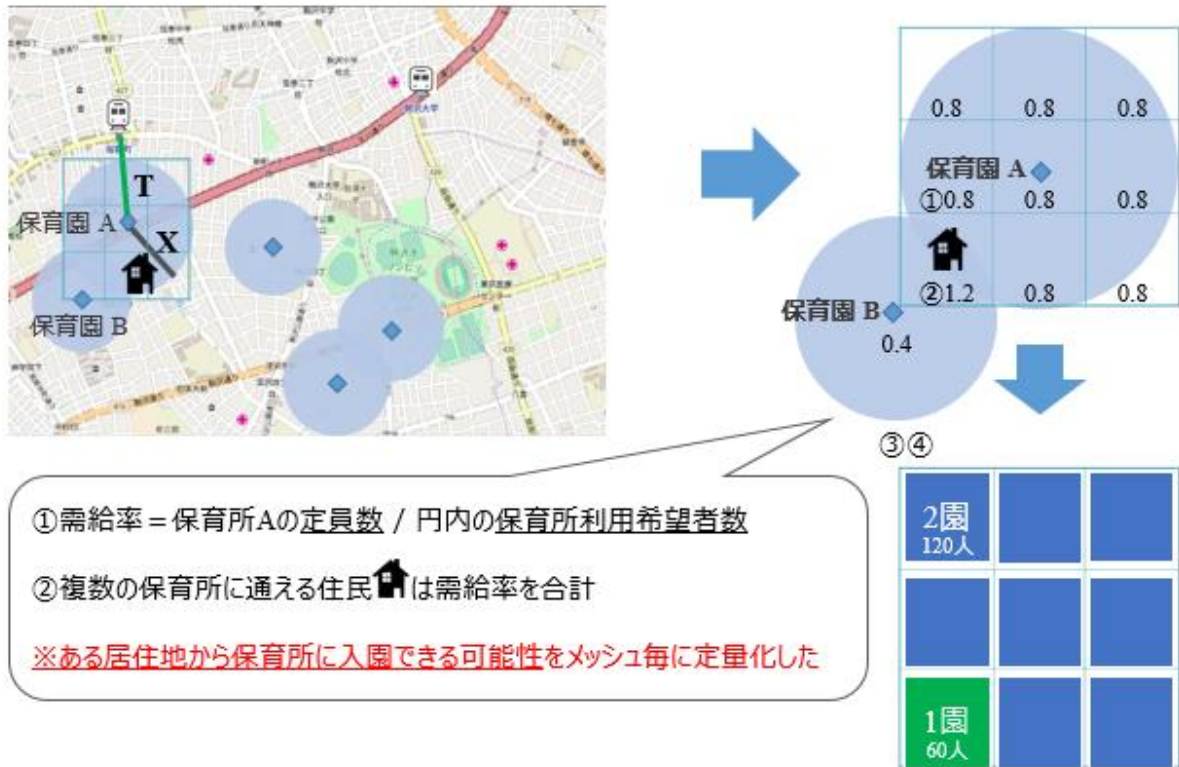 駒沢大学
T
保育園 A
X
保育園 B
0.8 0.8 0.8
保育園 A
①0.8 0.8 0.8
②1.2 0.8 0.8
保育園 B
0.4
③④
①需給率＝保育所Aの定員数 / 円内の保育所利用希望者数
②複数の保育所に通える住民は需給率を合計
※ある居住地から保育所に入園できる可能性をメッシュ毎に定量化した
2園
120人
1園
60人